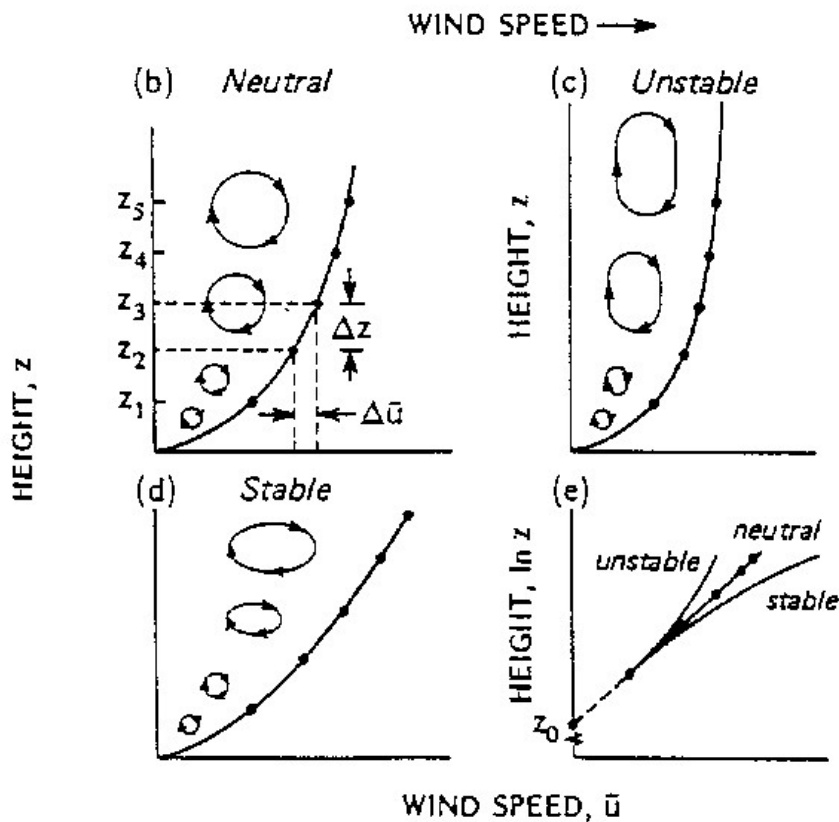 WIND SPEED
(b) Neutral
(c) Unstable
z5
z4
z3
z2
z1
Δz
Δū
HEIGHT, z
HEIGHT, z
(d) Stable
(e)
neutral
unstable
stable
HEIGHT, ln z
z0
WIND SPEED, ū